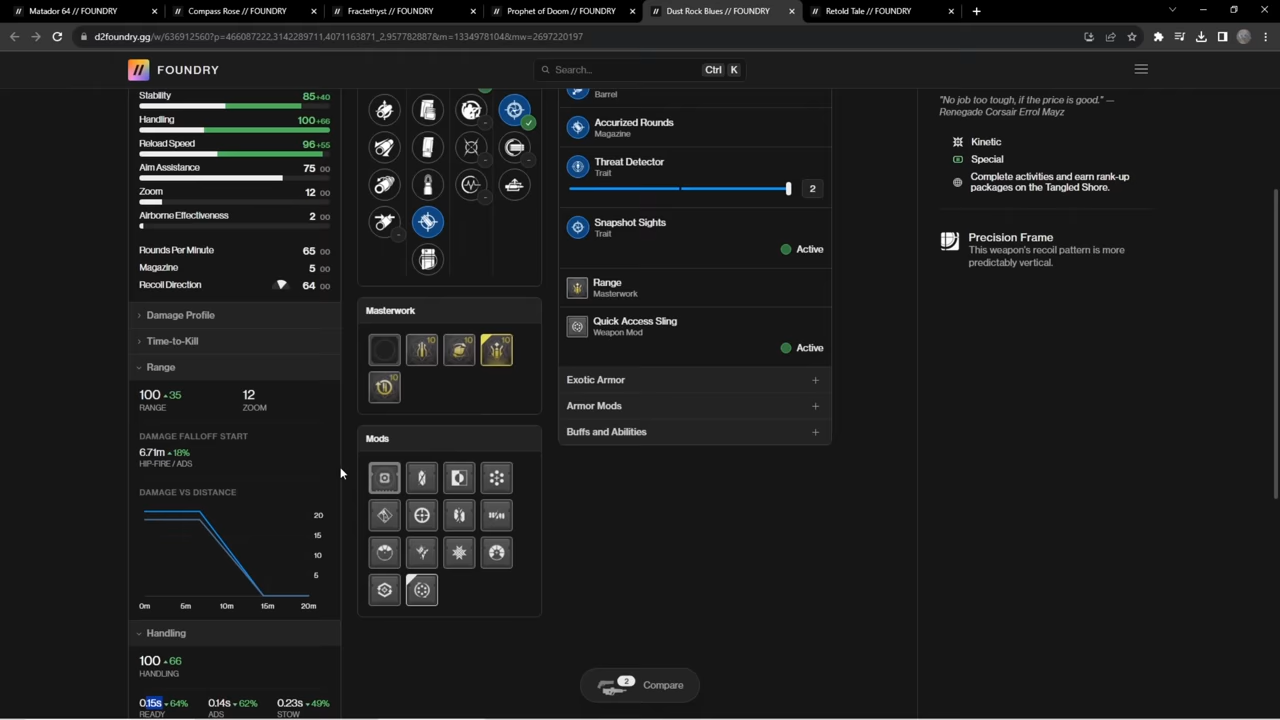 Matador 64 // FOUNDRY
Compass Rose // FOUNDRY
Fractethyst // FOUNDRY
Prophet of Doom // FOUNDRY
Dust Rock Blues // FOUNDRY
Retold Tale // FOUNDRY
d2foundry.gg/w/636912560?p=466087222,3142289711,4071163871_2,957782887&m=1334978104&mw=2697220197
FOUNDRY
Search...
Ctrl K
Stability 85+40
Handling 100+66
Reload Speed 96+55
Aim Assistance 75 00
Zoom 12 00
Airborne Effectiveness 2 00
Rounds Per Minute 65 00
Magazine 5 00
Recoil Direction 64 00
Damage Profile
Time-to-Kill
Range
100 35
RANGE
12
ZOOM
DAMAGE FALLOFF START
6.71m 18%
HIP-FIRE / ADS
DAMAGE VS DISTANCE
20
15
10
5
0m 5m 10m 15m 20m
Handling
100 66
HANDLING
0.15s 64%
READY
0.14s 62%
ADS
0.23s 49%
STOW
Masterwork
10
10
10
10
Mods
Barrel
Accurized Rounds
Magazine
Threat Detector
Trait
2
Snapshot Sights
Trait
Active
Range
Masterwork
Quick Access Sling
Weapon Mod
Active
Exotic Armor
Armor Mods
Buffs and Abilities
2 Compare
"No job too tough, if the price is good." —
Renegade Corsair Errol Mayz
Kinetic
Special
Complete activities and earn rank-up
packages on the Tangled Shore.
Precision Frame
This weapon's recoil pattern is more
predictably vertical.